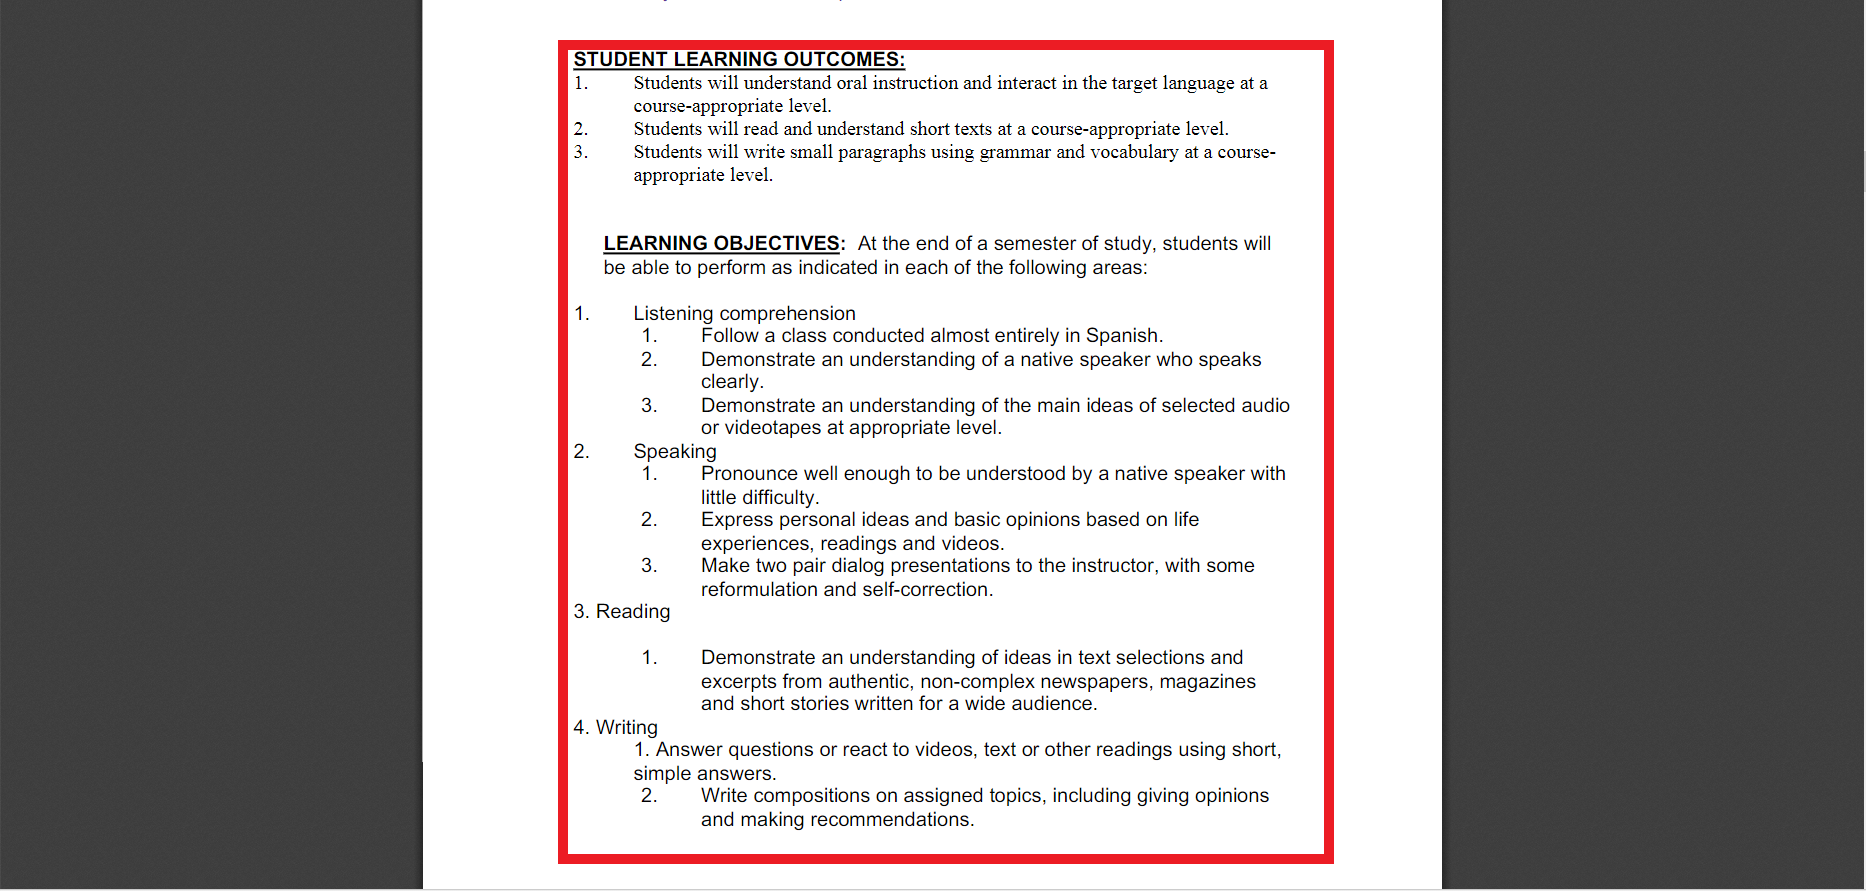 STUDENT LEARNING OUTCOMES:
1. Students will understand oral instruction and interact in the target language at a
course-appropriate level.
2. Students will read and understand short texts at a course-appropriate level.
3. Students will write small paragraphs using grammar and vocabulary at a course-
appropriate level.
LEARNING OBJECTIVES: At the end of a semester of study, students will
be able to perform as indicated in each of the following areas:
1. Listening comprehension
1. Follow a class conducted almost entirely in Spanish.
2. Demonstrate an understanding of a native speaker who speaks
clearly.
3. Demonstrate an understanding of the main ideas of selected audio
or videotapes at appropriate level.
2. Speaking
1. Pronounce well enough to be understood by a native speaker with
little difficulty.
2. Express personal ideas and basic opinions based on life
experiences, readings and videos.
3. Make two pair dialog presentations to the instructor, with some
reformulation and self-correction.
3. Reading
1. Demonstrate an understanding of ideas in text selections and
excerpts from authentic, non-complex newspapers, magazines
and short stories written for a wide audience.
4. Writing
1. Answer questions or react to videos, text or other readings using short,
simple answers.
2. Write compositions on assigned topics, including giving opinions
and making recommendations.